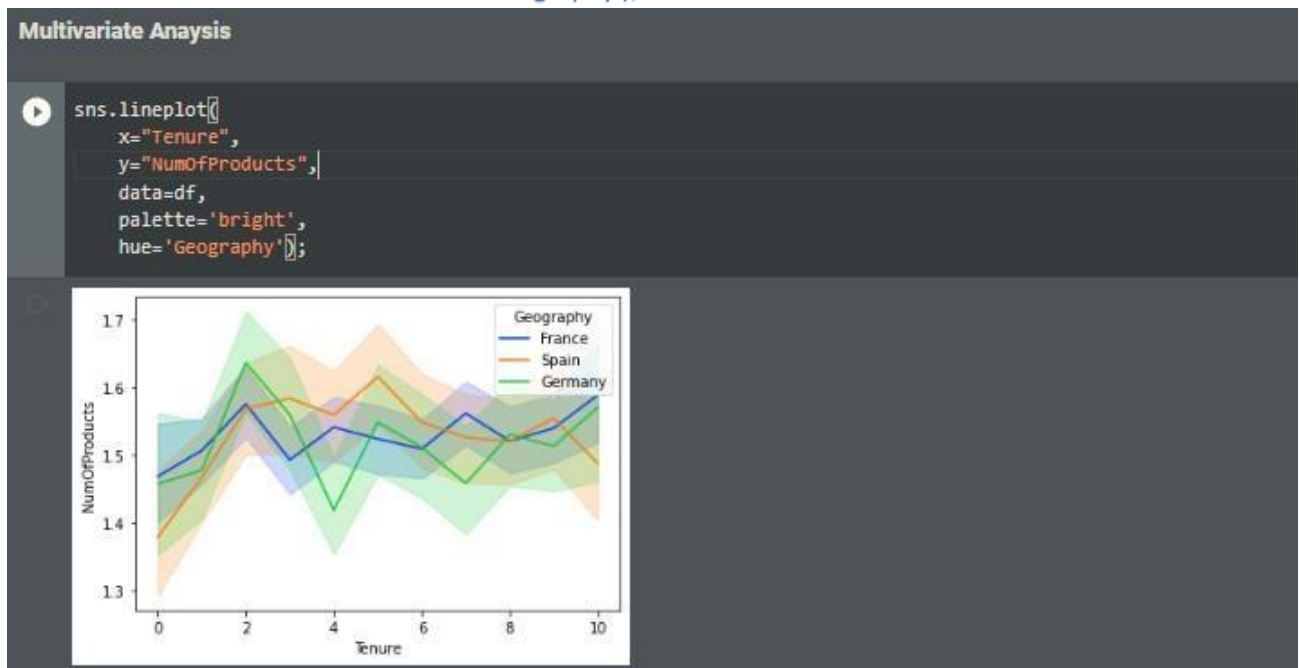 Multivariate Anaysis
sns.lineplot(
x="Tenure",
y="NumOfProducts",
data=df,
palette='bright',
hue='Geography');
Geography
France
Spain
Germany
1.7
1.6
1.5
1.4
1.3
NumOfProducts
0 2 4 6 8 10
Tenure